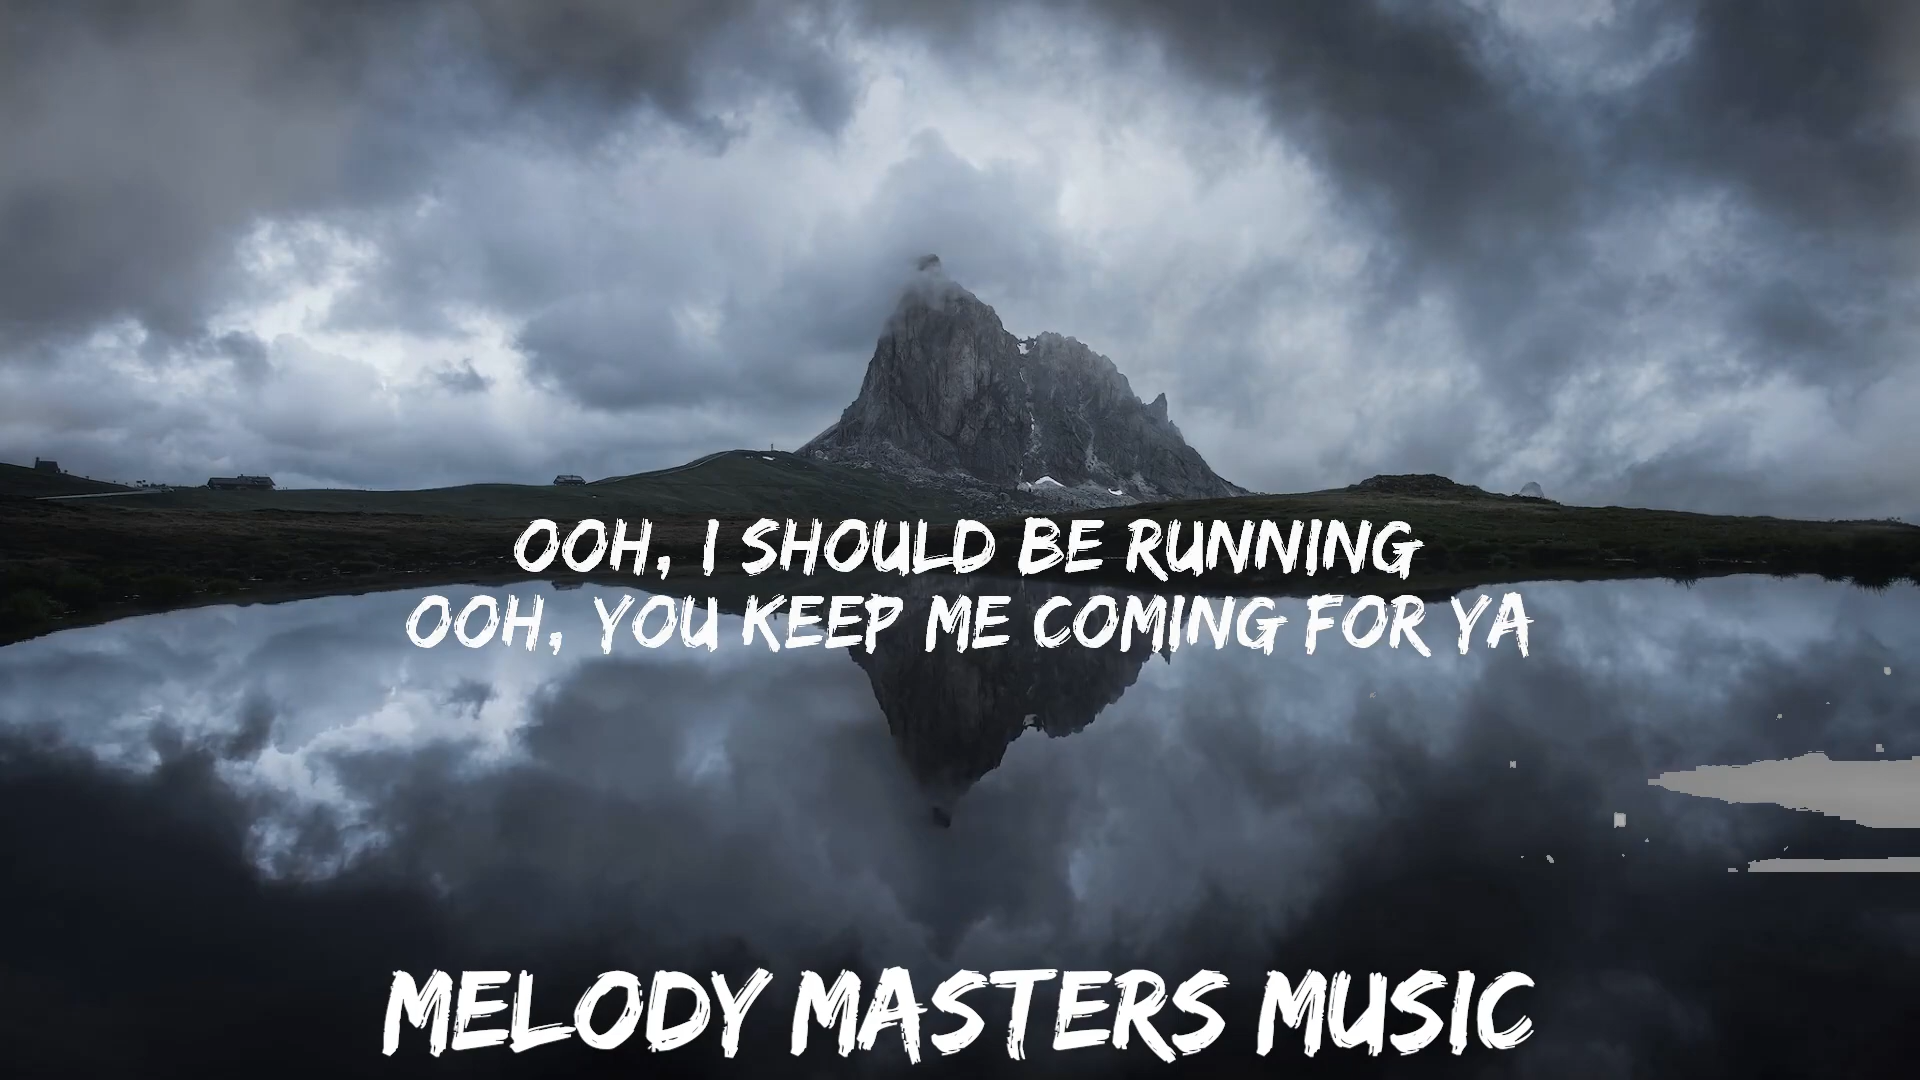 OOH, I SHOULD BE RUNNING
OOH, YOU KEEP ME COMING FOR YA
MELODY MASTERS MUSIC